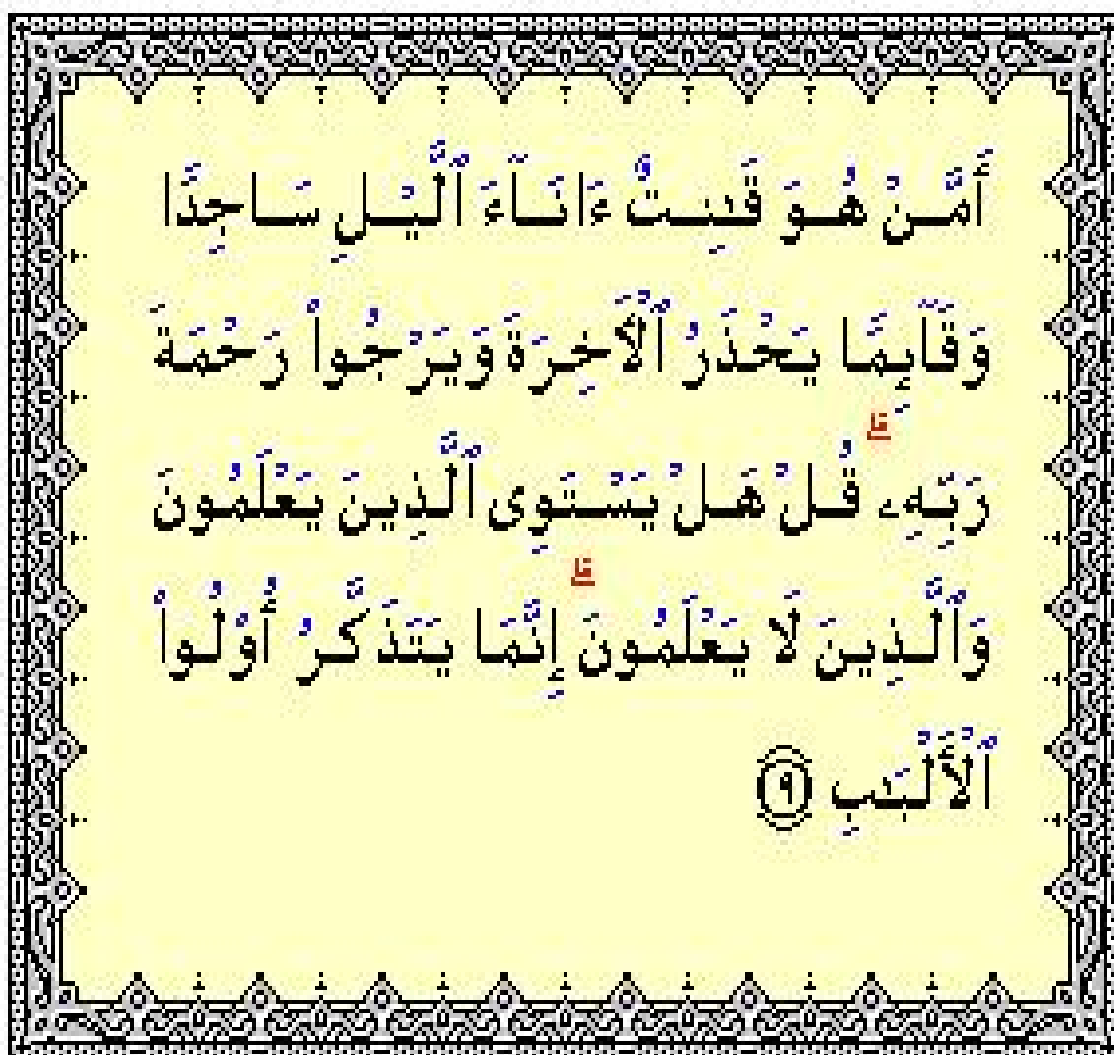 أَمَّنْ هُوَ قَٰنِتٌ ءَانَآءَ ٱلَّيْلِ سَاجِدًا
وَقَآئِمًا يَحْذَرُ ٱلْأَخِرَةَ وَيَرْجُوا۟ رَحْمَةَ
رَبِّهِۦ ۗ قُلْ هَلْ يَسْتَوِى ٱلَّذِينَ يَعْلَمُونَ
وَٱلَّذِينَ لَا يَعْلَمُونَ ۗ إِنَّمَا يَتَذَكَّرُ أُو۟لُوا۟
ٱلْأَلْبَٰبِ ٩